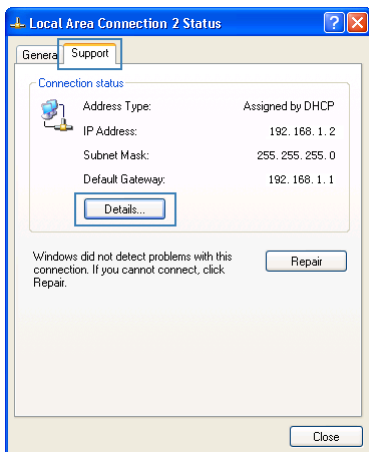 Local Area Connection 2 Status
General Support
Connection status
Address Type: Assigned by DHCP
IP Address: 192.168.1.2
Subnet Mask: 255.255.255.0
Default Gateway: 192.168.1.1
Details...
Windows did not detect problems with this
connection. If you cannot connect, click
Repair.
Repair
Close